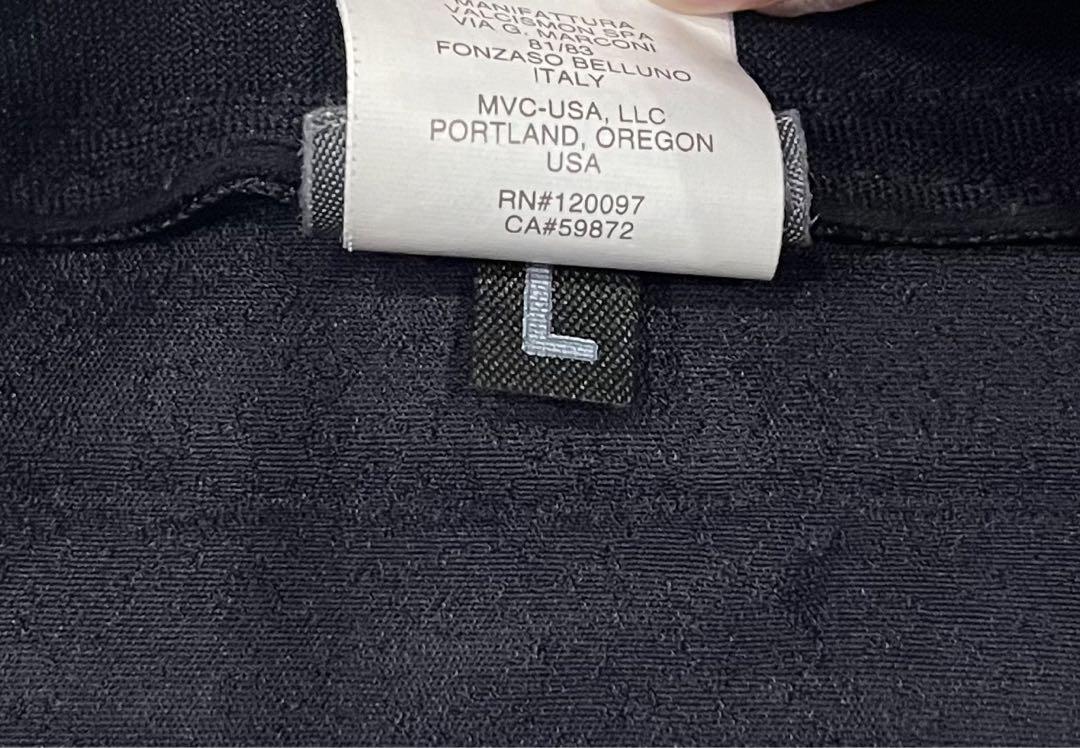 MANIFATTURA
VALCISMON SPA
VIA G. MARCONI
81/83
FONZASO BELLUNO
ITALY
MVC-USA, LLC
PORTLAND, OREGON
USA
RN#120097
CA#59872
L